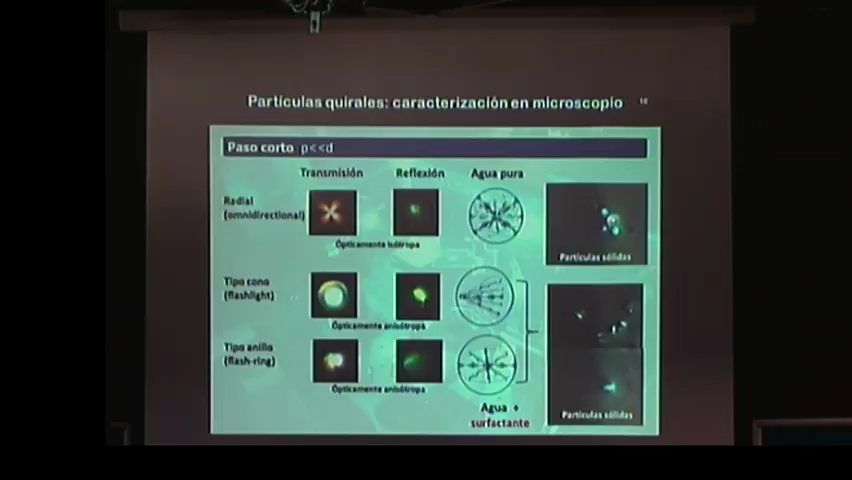 Partículas quirales: caracterización en microscopio
Paso corto p<<d
Transmisión Reflexión Agua pura
Radial
(omnidirectional)
Ópticamente isótropa
Partículas sólidas
Tipo cono
(flashlight)
Ópticamente anisótropa
Tipo anillo
(flash-ring)
Ópticamente anisótropa
Agua +
surfactante
Partículas sólidas